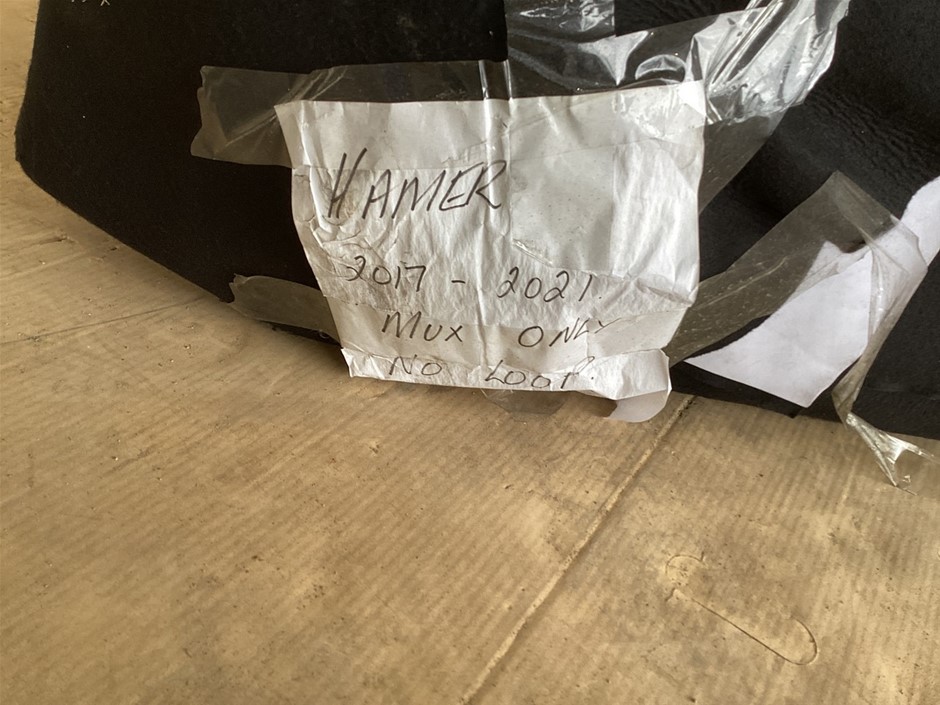 HAMER
2017 - 2021.
MUX ONLY
NO LOOP.